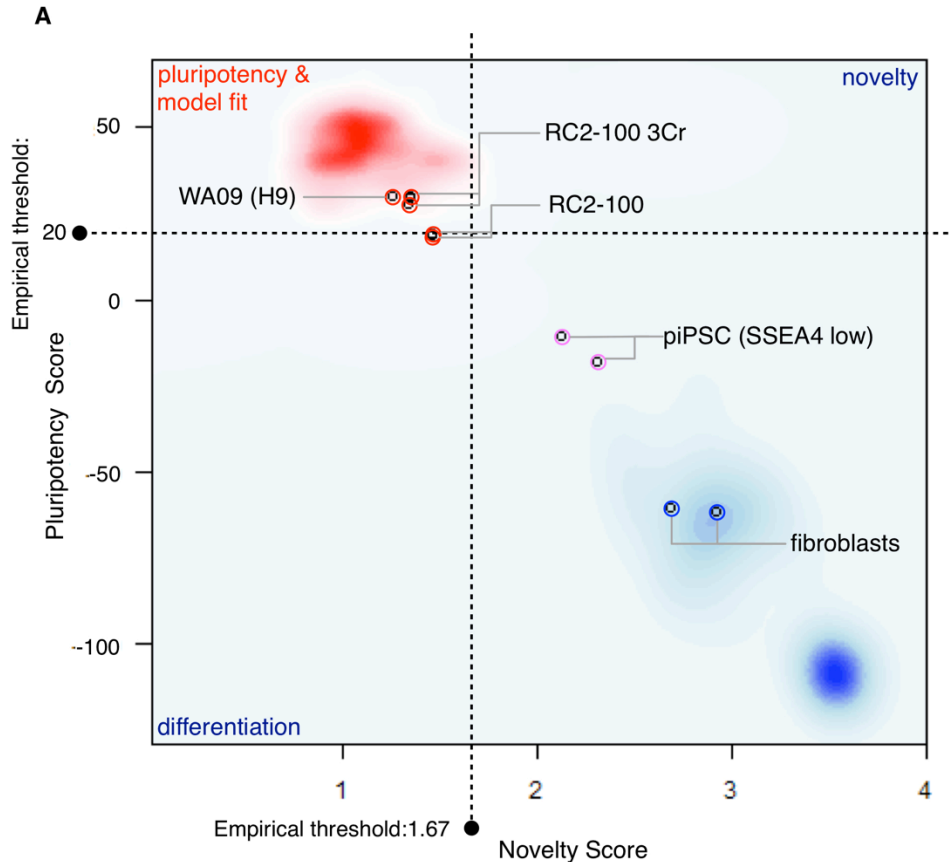 A
pluripotency &
model fit
novelty
50
RC2-100 3Cr
WA09 (H9)
RC2-100
Empirical threshold:
20
0
piPSC (SSEA4 low)
Pluripotency Score
-50
fibroblasts
-100
differentiation
1
2
3
4
Empirical threshold:1.67
Novelty Score